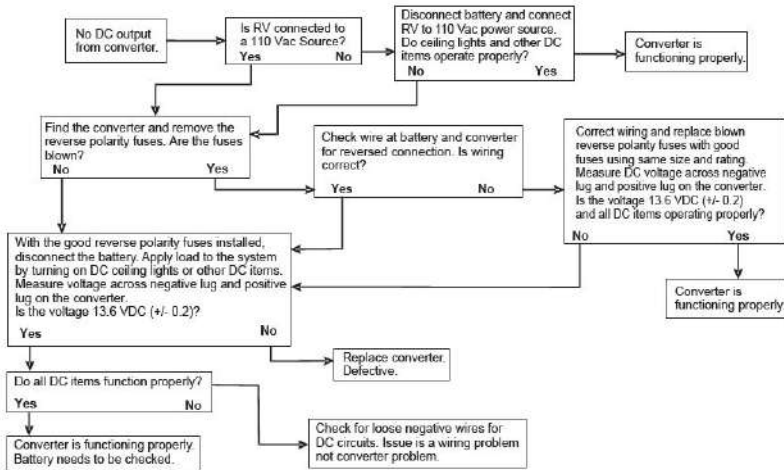 No DC output
from converter.
Is RV connected to
a 110 Vac Source?
Yes No
Disconnect battery and connect
RV to 110 Vac power source.
Do ceiling lights and other DC
items operate properly?
No Yes
Converter is
functioning properly.
Find the converter and remove the
reverse polarity fuses. Are the fuses
blown?
No Yes
Check wire at battery and converter
for reversed connection. Is wiring
correct?
Yes No
Correct wiring and replace blown
reverse polarity fuses with good
fuses using same size and rating.
Measure DC voltage across negative
lug and positive lug on the converter.
Is the voltage 13.6 VDC (+/- 0.2)
and all DC items operating properly?
No Yes
Converter is
functioning properly
With the good reverse polarity fuses installed,
disconnect the battery. Apply load to the system
by turning on DC ceiling lights or other DC items.
Measure voltage across negative lug and positive
lug on the converter.
Is the voltage 13.6 VDC (+/- 0.2)?
Yes No
Replace converter.
Defective.
Do all DC items function properly?
Yes No
Converter is functioning properly.
Battery needs to be checked.
Check for loose negative wires for
DC circuits. Issue is a wiring problem
not converter problem.